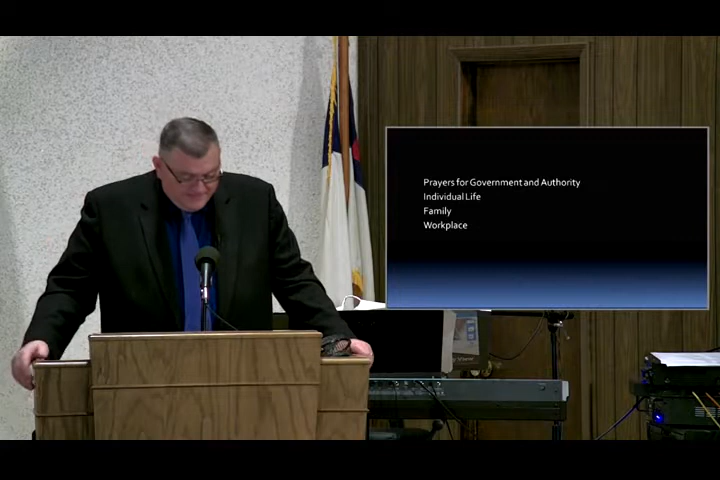 Prayers for Government and Authority
Individual Life
Family
Workplace